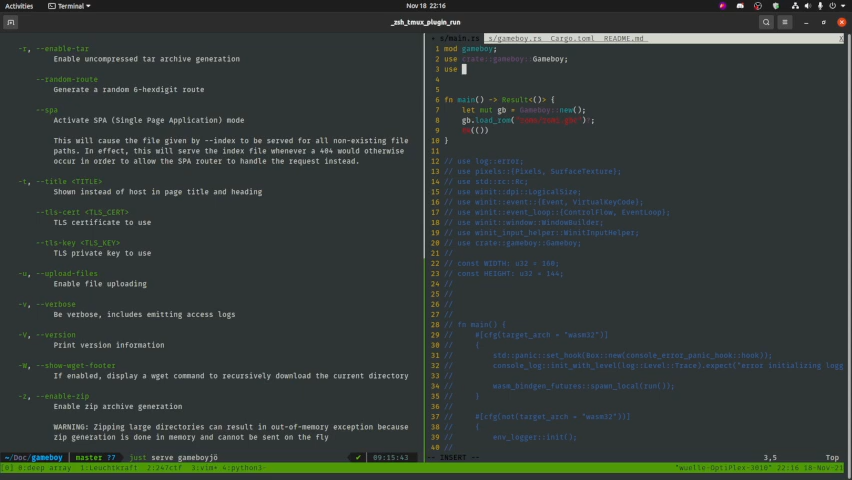 Activities
Terminal
Nov 18 22:16
_zsh_tmux_plugin_run
-r, --enable-tar
Enable uncompressed tar archive generation
--random-route
Generate a random 6-hexdigit route
--spa
Activate SPA (Single Page Application) mode
This will cause the file given by --index to be served for all non-existing file
paths. In effect, this will serve the index file whenever a 404 would otherwise
occur in order to allow the SPA router to handle the request instead.
-t, --title <TITLE>
Shown instead of host in page title and heading
--tls-cert <TLS_CERT>
TLS certificate to use
--tls-key <TLS_KEY>
TLS private key to use
-u, --upload-files
Enable file uploading
-v, --verbose
Be verbose, includes emitting access logs
-V, --version
Print version information
-W, --show-wget-footer
If enabled, display a wget command to recursively download the current directory
-z, --enable-zip
Enable zip archive generation
WARNING: Zipping large directories can result in out-of-memory exception because
zip generation is done in memory and cannot be sent on the fly
~/Doc/gameboy master ?? just serve gameboyjö ✔ 09:15:43
s/main.rs s/gameboy.rs Cargo.toml README.md X
1 mod gameboy;
2 use crate::gameboy::Gameboy;
3 use
4
5
6 fn main() -> Result<()> {
7 let mut gb = Gameboy::new();
8 gb.load_rom(
9 Ok(())
10 }
11
12 // use log::error;
13 // use pixels::{Pixels, SurfaceTexture};
14 // use std::rc::Rc;
15 // use winit::dpi::LogicalSize;
16 // use winit::event::{Event, VirtualKeyCode};
17 // use winit::event_loop::{ControlFlow, EventLoop};
18 // use winit::window::WindowBuilder;
19 // use winit_input_helper::WinitInputHelper;
20 // use crate::gameboy::Gameboy;
21 //
22 // const WIDTH: u32 = 160;
23 // const HEIGHT: u32 = 144;
24 //
25 //
26 //
27 //
28 // fn main() {
29 // #[cfg(target_arch = "wasm32")]
30 // {
31 // std::panic::set_hook(Box::new(console_error_panic_hook::hook));
32 // console_log::init_with_level(log::Level::Trace).expect("error initializing logg
33 //
34 // wasm_bindgen_futures::spawn_local(run());
35 // }
36 //
37 // #[cfg(not(target_arch = "wasm32"))]
38 // {
39 // env_logger::init();
40 //
-- INSERT -- 3,5 Top
[0] 0:deep array 1:Leuchtkraft 2:247ctf 3:vim* 4:python3- "wuelle-OptiPlex-3010" 22:16 18-Nov-21